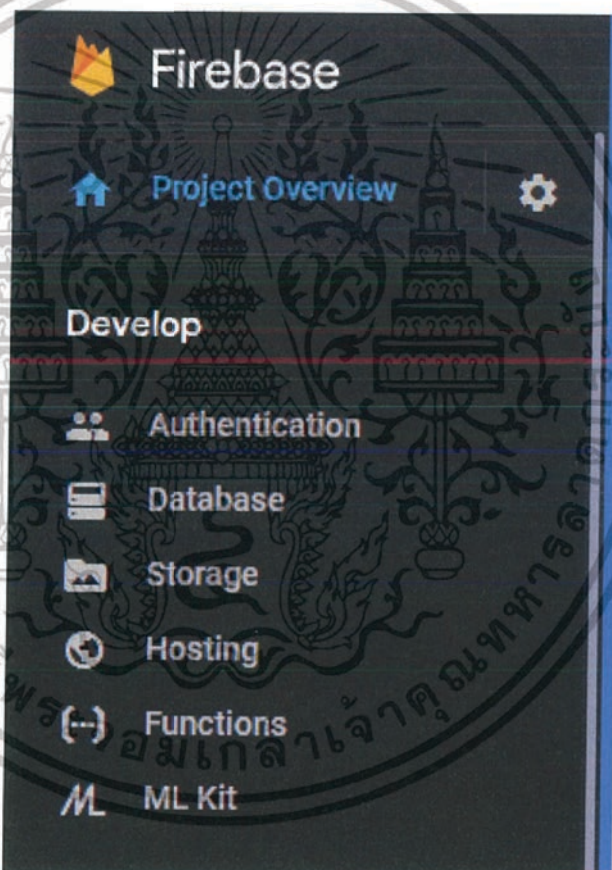 Firebase
Project Overview
Develop
Authentication
Database
Storage
Hosting
Functions
ML Kit